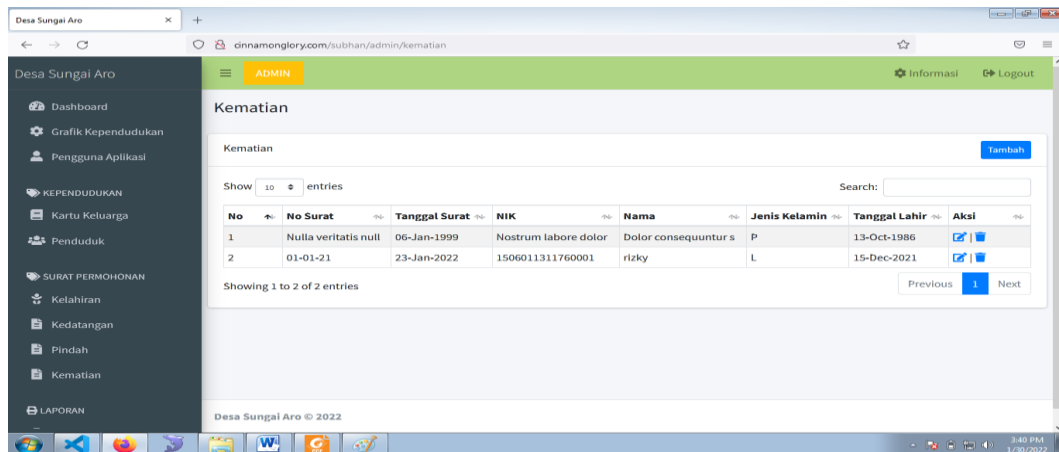 Desa Sungai Aro
cinnamonglory.com/subhan/admin/kematian
Desa Sungai Aro
ADMIN
Informasi
Logout
Dashboard
Grafik Kependudukan
Pengguna Aplikasi
KEPENDUDUKAN
Kartu Keluarga
Penduduk
SURAT PERMOHONAN
Kelahiran
Kedatangan
Pindah
Kematian
LAPORAN
Kematian
Kematian
Tambah
Show 10 entries
Search:
No No Surat Tanggal Surat NIK Nama Jenis Kelamin Tanggal Lahir Aksi
1 Nulla veritatis null 06-Jan-1999 Nostrum labore dolor Dolor consequuntur s P 13-Oct-1986 |
2 01-01-21 23-Jan-2022 1506011311760001 rizky L 15-Dec-2021 |
Showing 1 to 2 of 2 entries
Previous 1 Next
Desa Sungai Aro © 2022
3:40 PM
1/30/2022